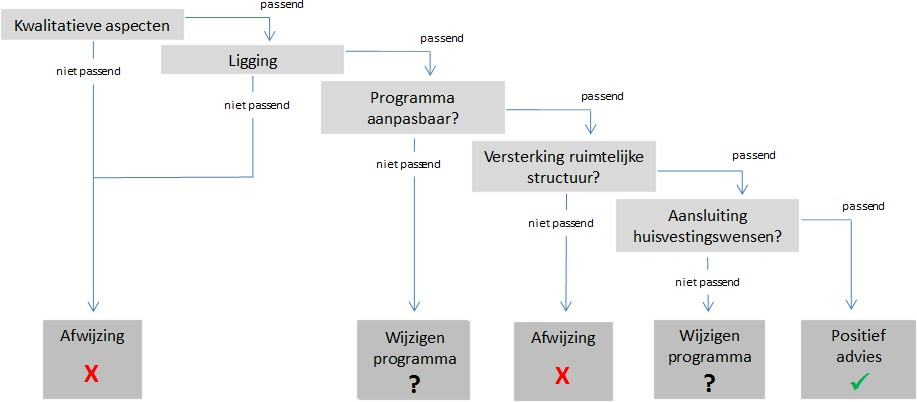 Kwalitatieve aspecten
passend
niet passend
Ligging
passend
niet passend
Programma
aanpasbaar?
passend
niet passend
Versterking ruimtelijke
structuur?
passend
niet passend
Aansluiting
huisvestingswensen?
passend
niet passend
Afwijzing
X
Wijzigen
programma
?
Afwijzing
X
Wijzigen
programma
?
Positief
advies
✓